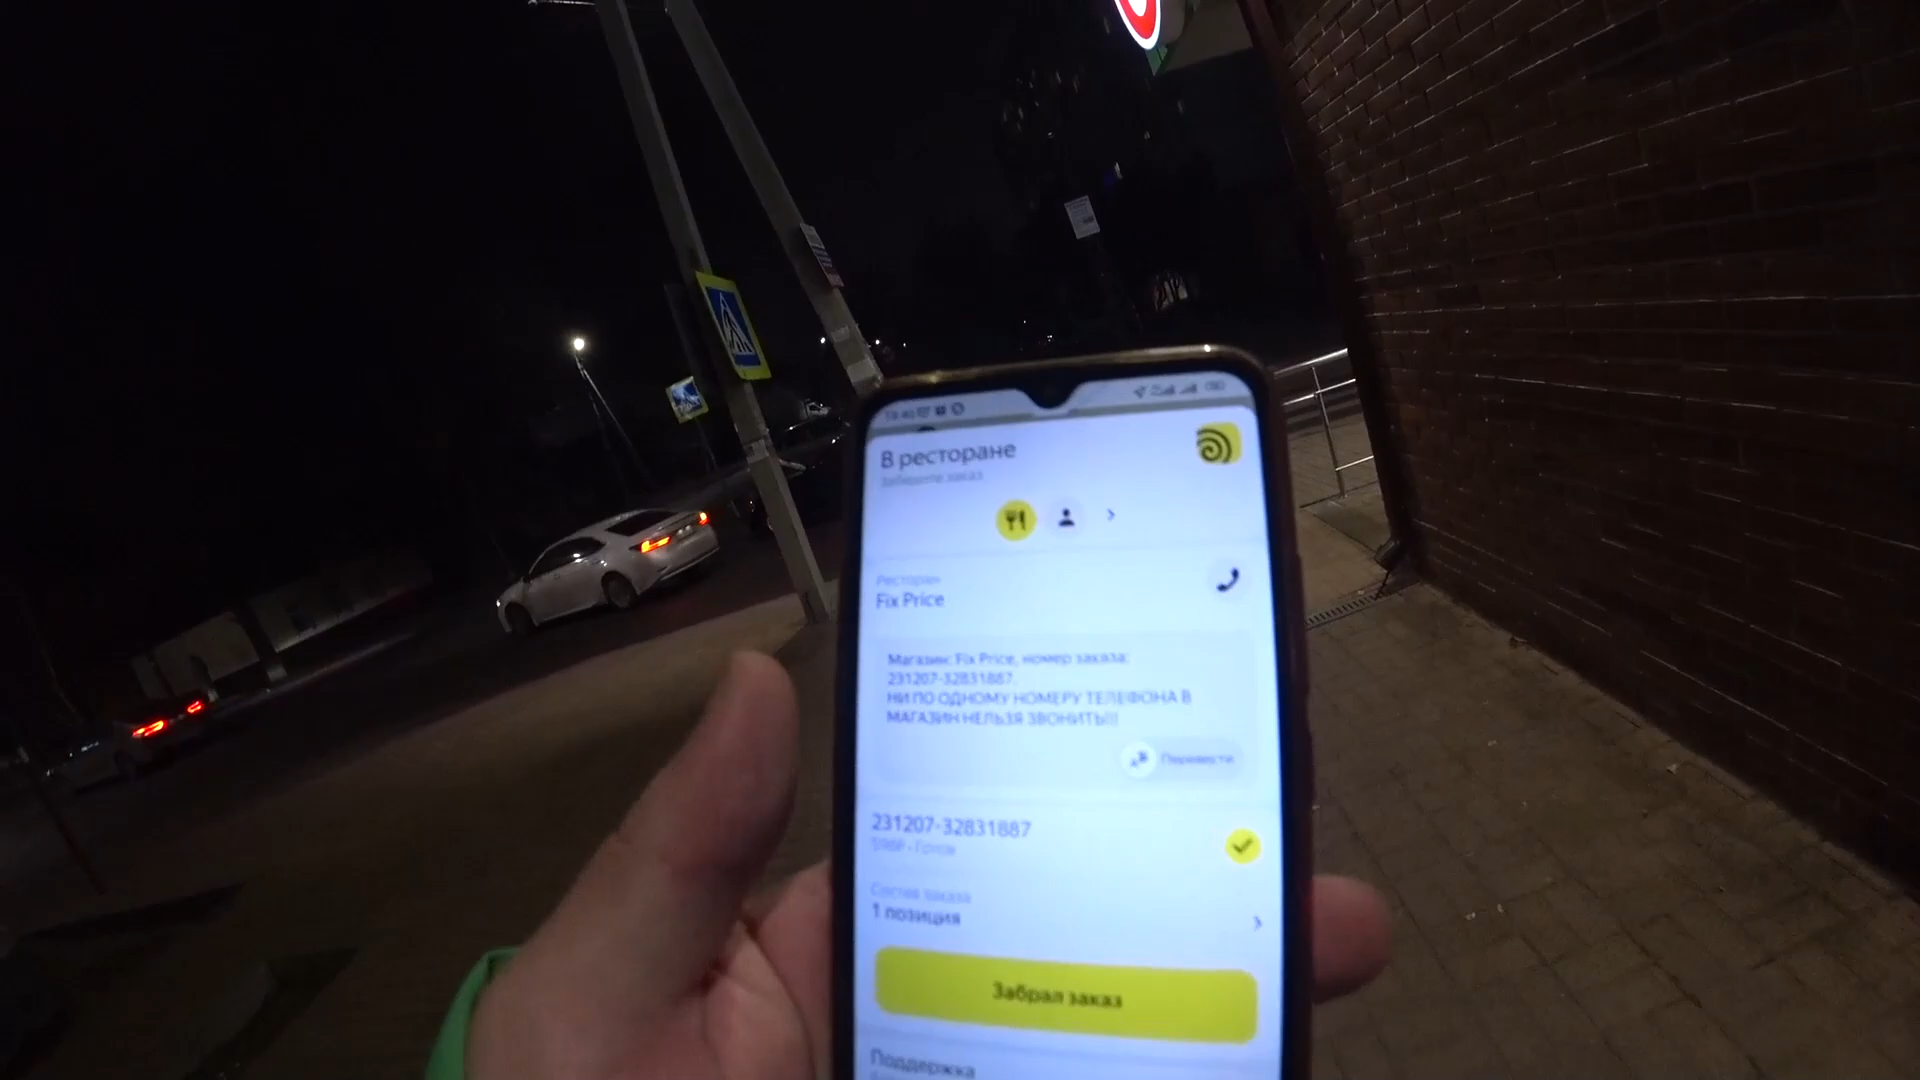 В ресторане
Заберите заказ
Ресторан
Fix Price
Магазин: Fix Price, номер заказа:
231207-32831887.
НИ ПО ОДНОМУ НОМЕРУ ТЕЛЕФОНА В
МАГАЗИН НЕЛЬЗЯ ЗВОНИТЬ!!!
Перевести
231207-32831887
Состав заказа
1 позиция
Забрал заказ
Поддержка